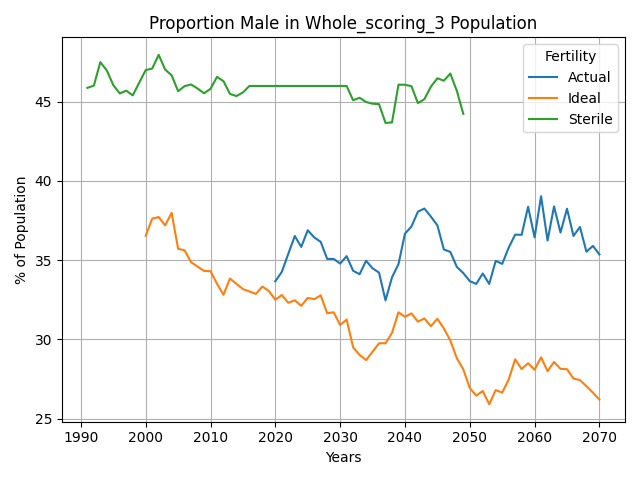 Proportion Male in Whole_scoring_3 Population
Fertility
Actual
Ideal
Sterile
% of Population
45
40
35
30
25
1990 2000 2010 2020 2030 2040 2050 2060 2070
Years